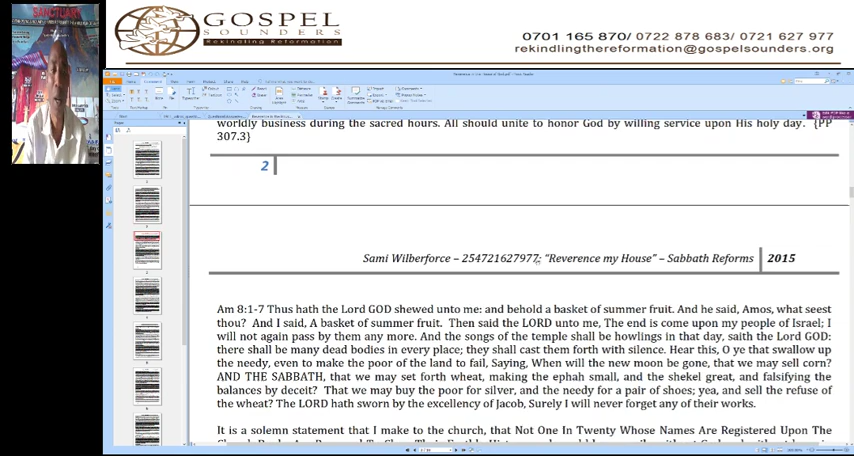 SANCTUARY
GOSPEL
SOUNDERS
Rekindling Reformation
0701 165 870/ 0722 878 683/ 0721 627 977
rekindlingthereformation@gospelsounders.org
worldly business during the sacred hours. All should unite to honor God by willing service upon His holy day. {PP
307.3}
2
Sami Wilberforce – 254721627977; “Reverence my House” – Sabbath Reforms 2015
Am 8:1-7 Thus hath the Lord GOD shewed unto me: and behold a basket of summer fruit. And he said, Amos, what seest
thou? And I said, A basket of summer fruit. Then said the LORD unto me, The end is come upon my people of Israel; I
will not again pass by them any more. And the songs of the temple shall be howlings in that day, saith the Lord GOD:
there shall be many dead bodies in every place; they shall cast them forth with silence. Hear this, O ye that swallow up
the needy, even to make the poor of the land to fail, Saying, When will the new moon be gone, that we may sell corn?
AND THE SABBATH, that we may set forth wheat, making the ephah small, and the shekel great, and falsifying the
balances by deceit? That we may buy the poor for silver, and the needy for a pair of shoes; yea, and sell the refuse of
the wheat? The LORD hath sworn by the excellency of Jacob, Surely I will never forget any of their works.
It is a solemn statement that I make to the church, that Not One In Twenty Whose Names Are Registered Upon The